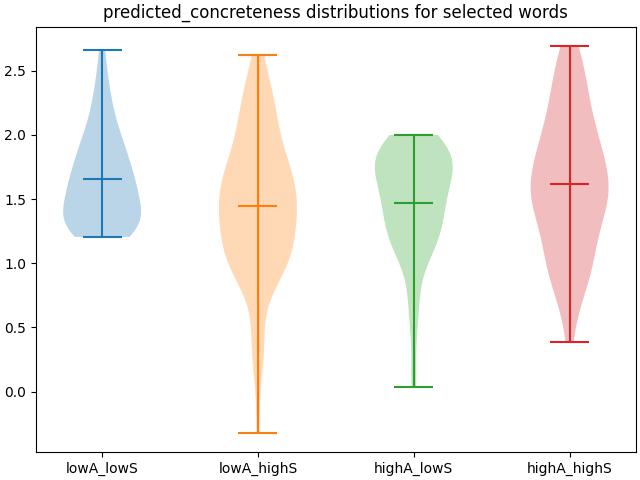 predicted_concreteness distributions for selected words
2.5
2.0
1.5
1.0
0.5
0.0
lowA_lowS
lowA_highS
highA_lowS
highA_highS